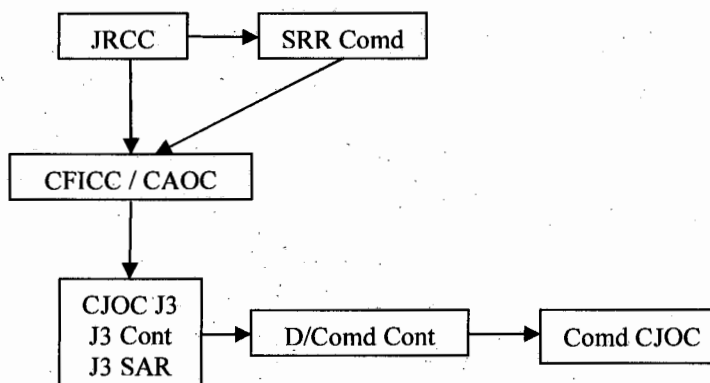 JRCC
SRR Comd
CFICC / CAOC
CJOC J3
J3 Cont
J3 SAR
D/Comd Cont
Comd CJOC